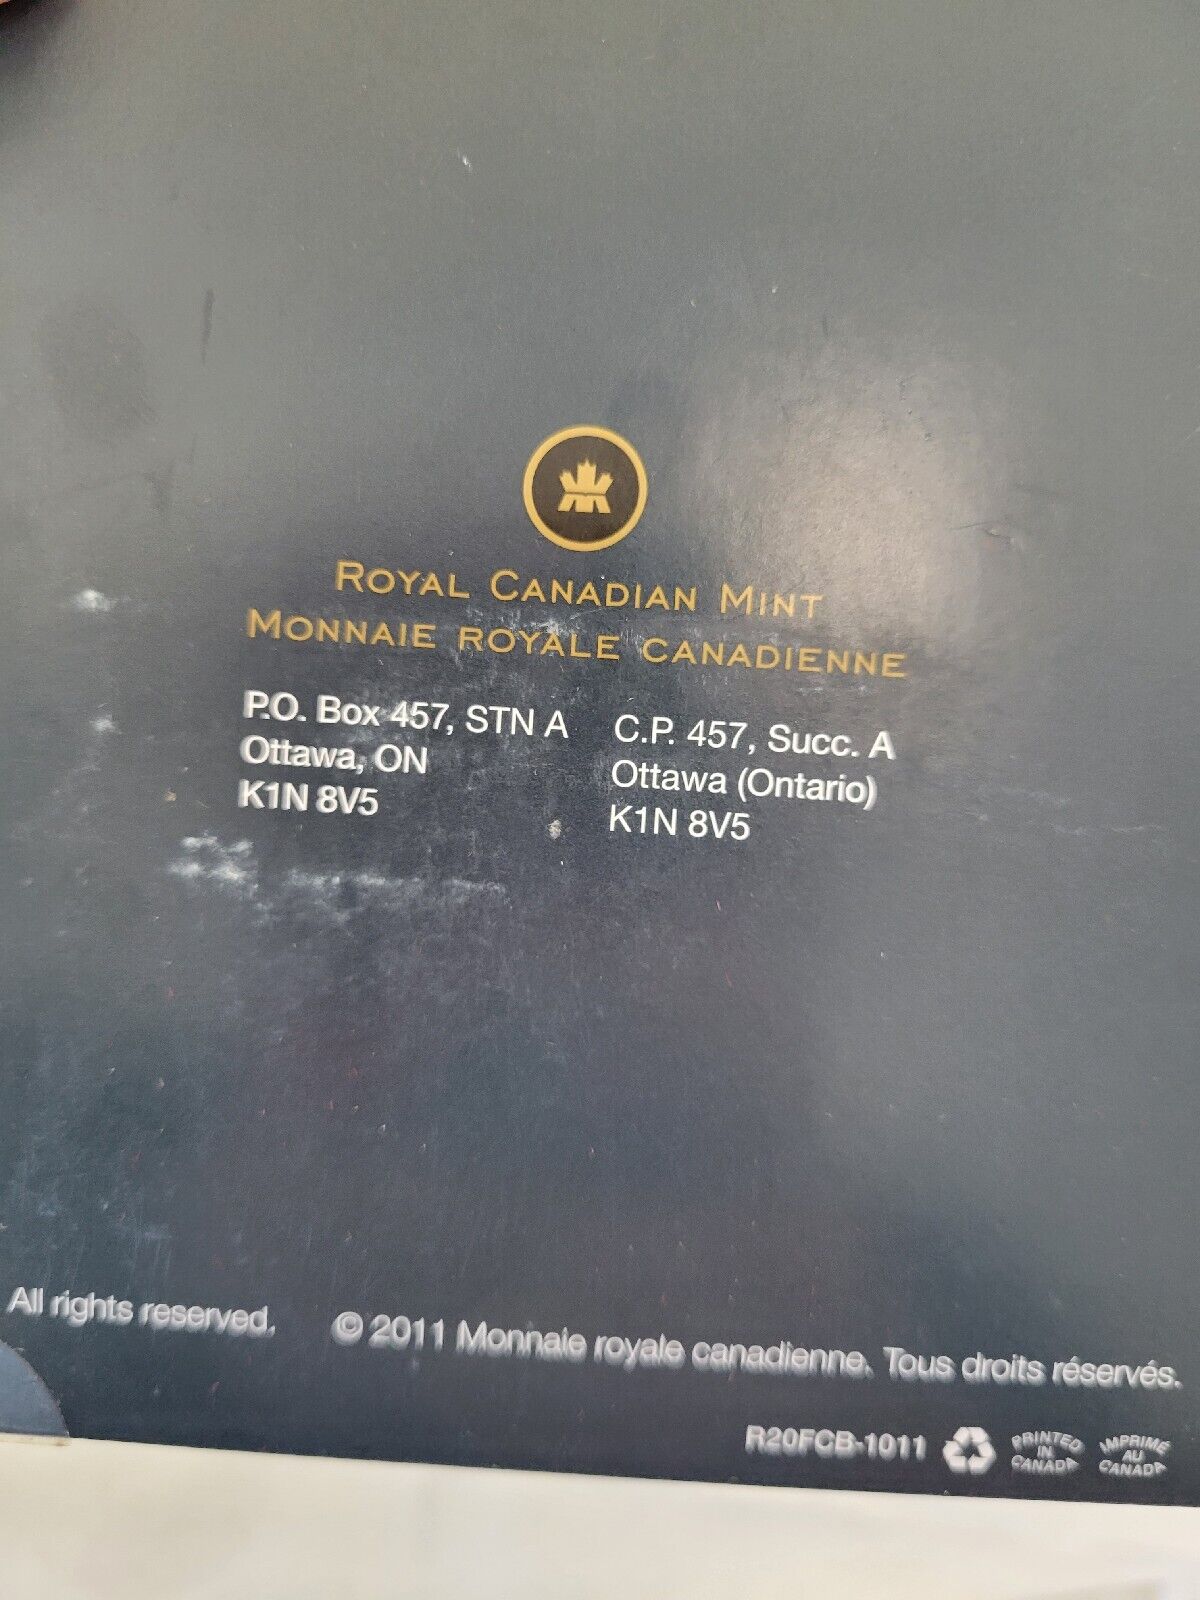 ROYAL CANADIAN MINT
MONNAIE ROYALE CANADIENNE
P.O. Box 457, STN A
Ottawa, ON
K1N 8V5
C.P. 457, Succ. A
Ottawa (Ontario)
K1N 8V5
All rights reserved. © 2011 Monnaie royale canadienne. Tous droits réservés.
R20FCB-1011
PRINTED
IN
CANADA
IMPRIMÉ
AU
CANADA